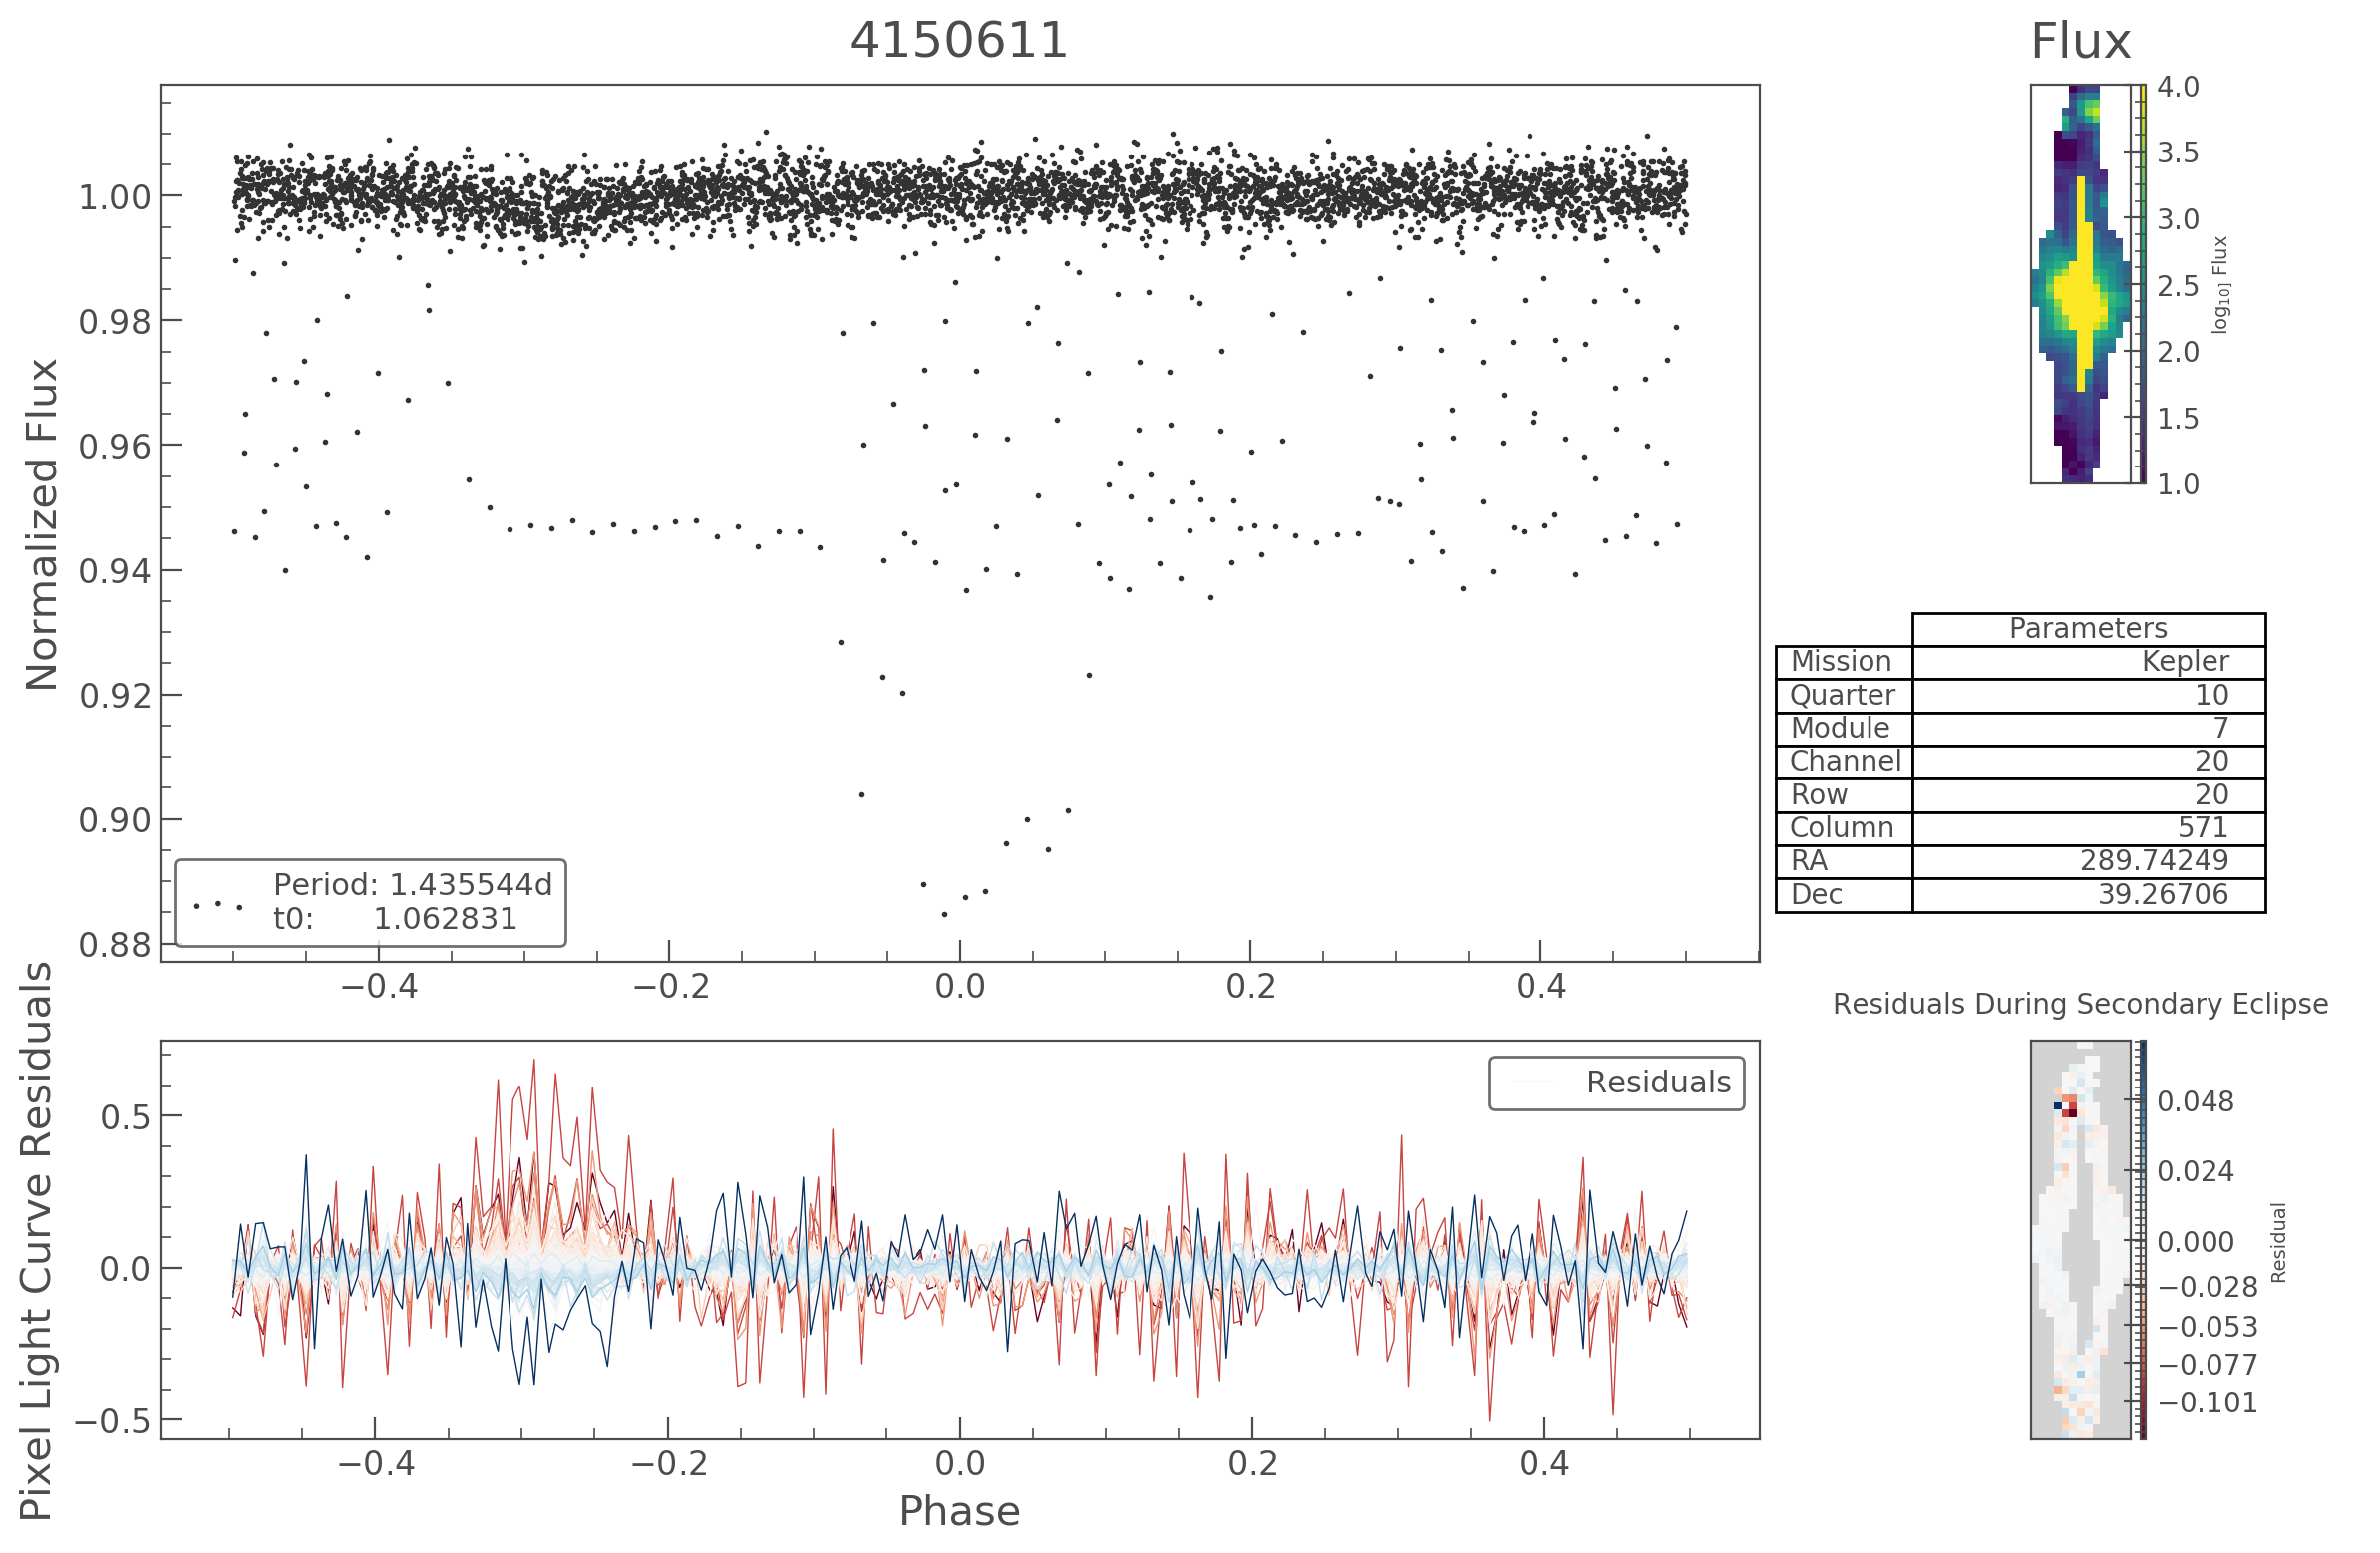 4150611
Normalized Flux
1.00
0.98
0.96
0.94
0.92
0.90
0.88
Period: 1.435544d
t0: 1.062831
−0.4
−0.2
0.0
0.2
0.4
Flux
4.0
3.5
3.0
2.5
2.0
1.5
1.0
log10] Flux
Parameters
Mission Kepler
Quarter 10
Module 7
Channel 20
Row 20
Column 571
RA 289.74249
Dec 39.26706
Pixel Light Curve Residuals
0.5
0.0
−0.5
Residuals
−0.4
−0.2
0.0
0.2
0.4
Phase
Residuals During Secondary Eclipse
0.048
0.024
0.000
−0.028
−0.053
−0.077
−0.101
Residual